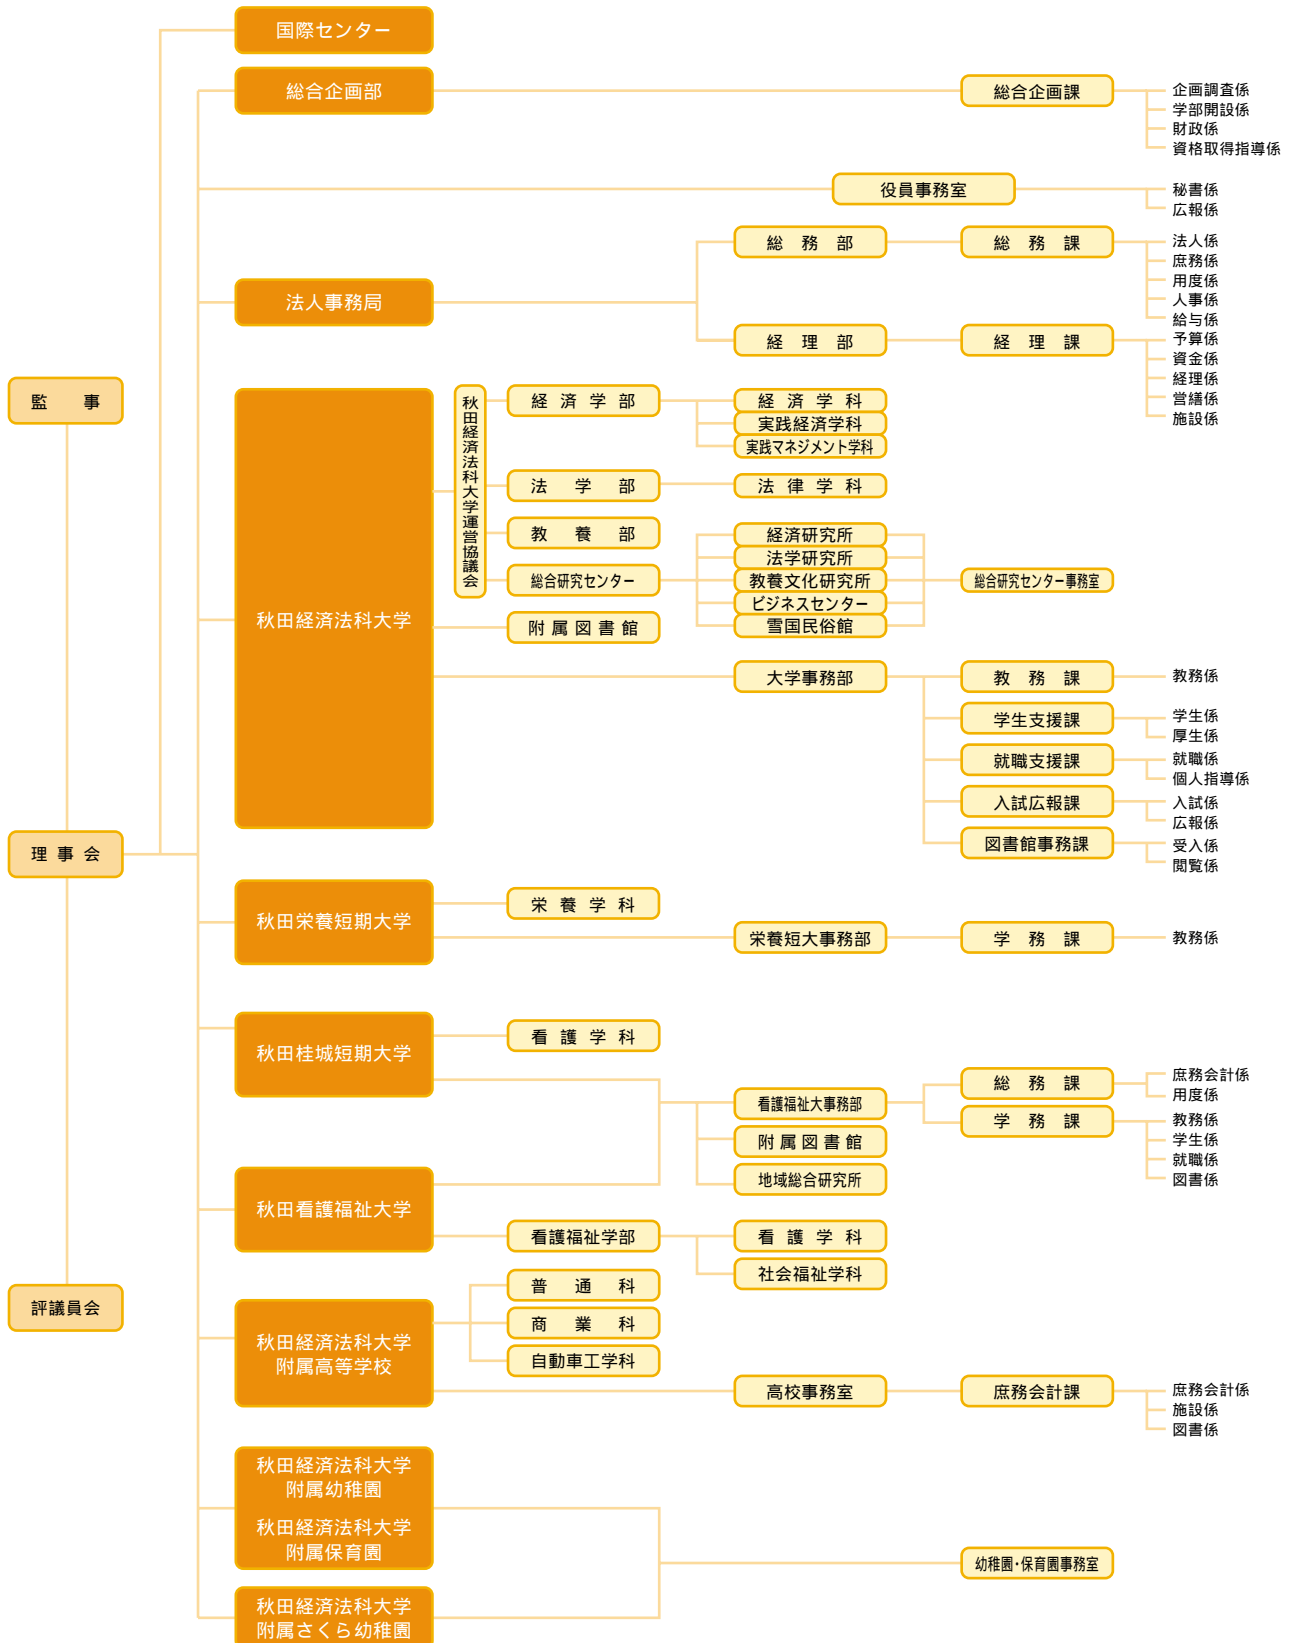 国際センター
総合企画部
総合企画課
企画調査係
学部開設係
財政係
資格取得指導係
役員事務室
秘書係
広報係
総務部
総務課
法人係
庶務係
用度係
人事係
給与係
法人事務局
経理部
経理課
予算係
資金係
経理係
営繕係
施設係
監事
秋田経済法科大学
秋田経済法科大学運営協議会
経済学部
経済学科
実践経済学科
実践マネジメント学科
法学部
法律学科
教養部
総合研究センター
経済研究所
法学研究所
教養文化研究所
ビジネスセンター
雪国民俗館
総合研究センター事務室
附属図書館
大学事務部
教務課
教務係
学生支援課
学生係
厚生係
就職支援課
就職係
個人指導係
入試広報課
入試係
広報係
図書館事務課
受入係
閲覧係
理事会
秋田栄養短期大学
栄養学科
栄養短大事務部
学務課
教務係
秋田桂城短期大学
看護学科
看護福祉大事務部
総務課
庶務会計係
用度係
学務課
教務係
学生係
就職係
図書係
附属図書館
地域総合研究所
秋田看護福祉大学
看護福祉学部
看護学科
社会福祉学科
評議員会
秋田経済法科大学
附属高等学校
普通科
商業科
自動車工学科
高校事務室
庶務会計課
庶務会計係
施設係
図書係
秋田経済法科大学
附属幼稚園
秋田経済法科大学
附属保育園
幼稚園・保育園事務室
秋田経済法科大学
附属さくら幼稚園